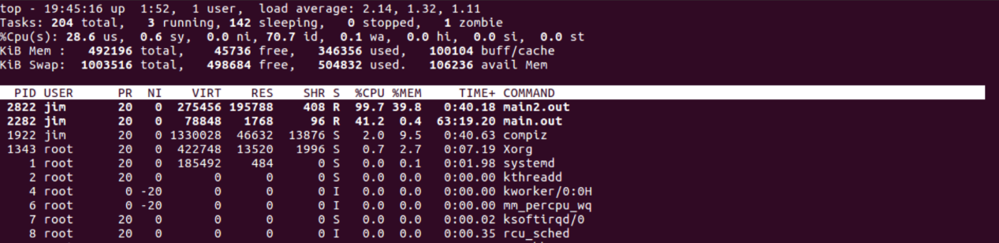 top - 19:45:16 up  1:52,  1 user,  load average: 2.14, 1.32, 1.11
Tasks: 204 total,   3 running, 142 sleeping,   0 stopped,   1 zombie
%Cpu(s): 28.6 us,  0.6 sy,  0.0 ni, 70.7 id,  0.1 wa,  0.0 hi,  0.0 si,  0.0 st
KiB Mem :   492196 total,    45736 free,   346356 used,   100104 buff/cache
KiB Swap:  1003516 total,   498684 free,   504832 used.   106236 avail Mem
  PID USER      PR  NI    VIRT    RES    SHR S  %CPU %MEM     TIME+ COMMAND
 2822 jim       20   0  275456 195788    408 R  99.7 39.8   0:40.18 main2.out
 2282 jim       20   0   78848   1768     96 R  41.2  0.4  63:19.20 main.out
 1922 jim       20   0 1330028  46632  13876 S   2.0  9.5   0:40.63 compiz
 1343 root      20   0  422748  13520   1996 S   0.7  2.7   0:07.19 Xorg
    1 root      20   0  185492    484      0 S   0.0  0.1   0:01.98 systemd
    2 root      20   0       0      0      0 S   0.0  0.0   0:00.00 kthreadd
    4 root       0 -20       0      0      0 I   0.0  0.0   0:00.00 kworker/0:0H
    6 root       0 -20       0      0      0 I   0.0  0.0   0:00.00 mm_percpu_wq
    7 root      20   0       0      0      0 S   0.0  0.0   0:00.02 ksoftirqd/0
    8 root      20   0       0      0      0 I   0.0  0.0   0:00.35 rcu_sched